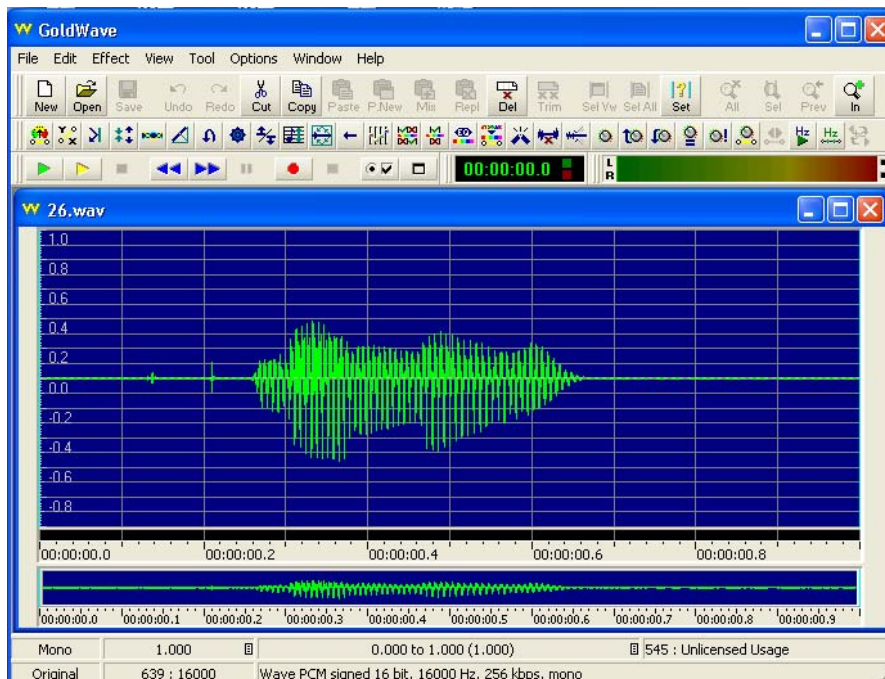 GoldWave
File Edit Effect View Tool Options Window Help
New Open Save Undo Redo Cut Copy Paste P.New Mix Repl Del Trim Sel Vw Sel All Set All Sel Prev In
Hz Hz
00:00:00.0 L
R
26.wav
1.0
0.8
0.6
0.4
0.2
0.0
-0.2
-0.4
-0.6
-0.8
00:00:00.0 00:00:00.2 00:00:00.4 00:00:00.6 00:00:00.8
00:00:00.0 00:00:00.1 00:00:00.2 00:00:00.3 00:00:00.4 00:00:00.5 00:00:00.6 00:00:00.7 00:00:00.8 00:00:00.9
Mono 1.000 0.000 to 1.000 (1.000) 545 : Unlicensed Usage
Original 639 : 16000 Wave PCM signed 16 bit, 16000 Hz, 256 kbps, mono